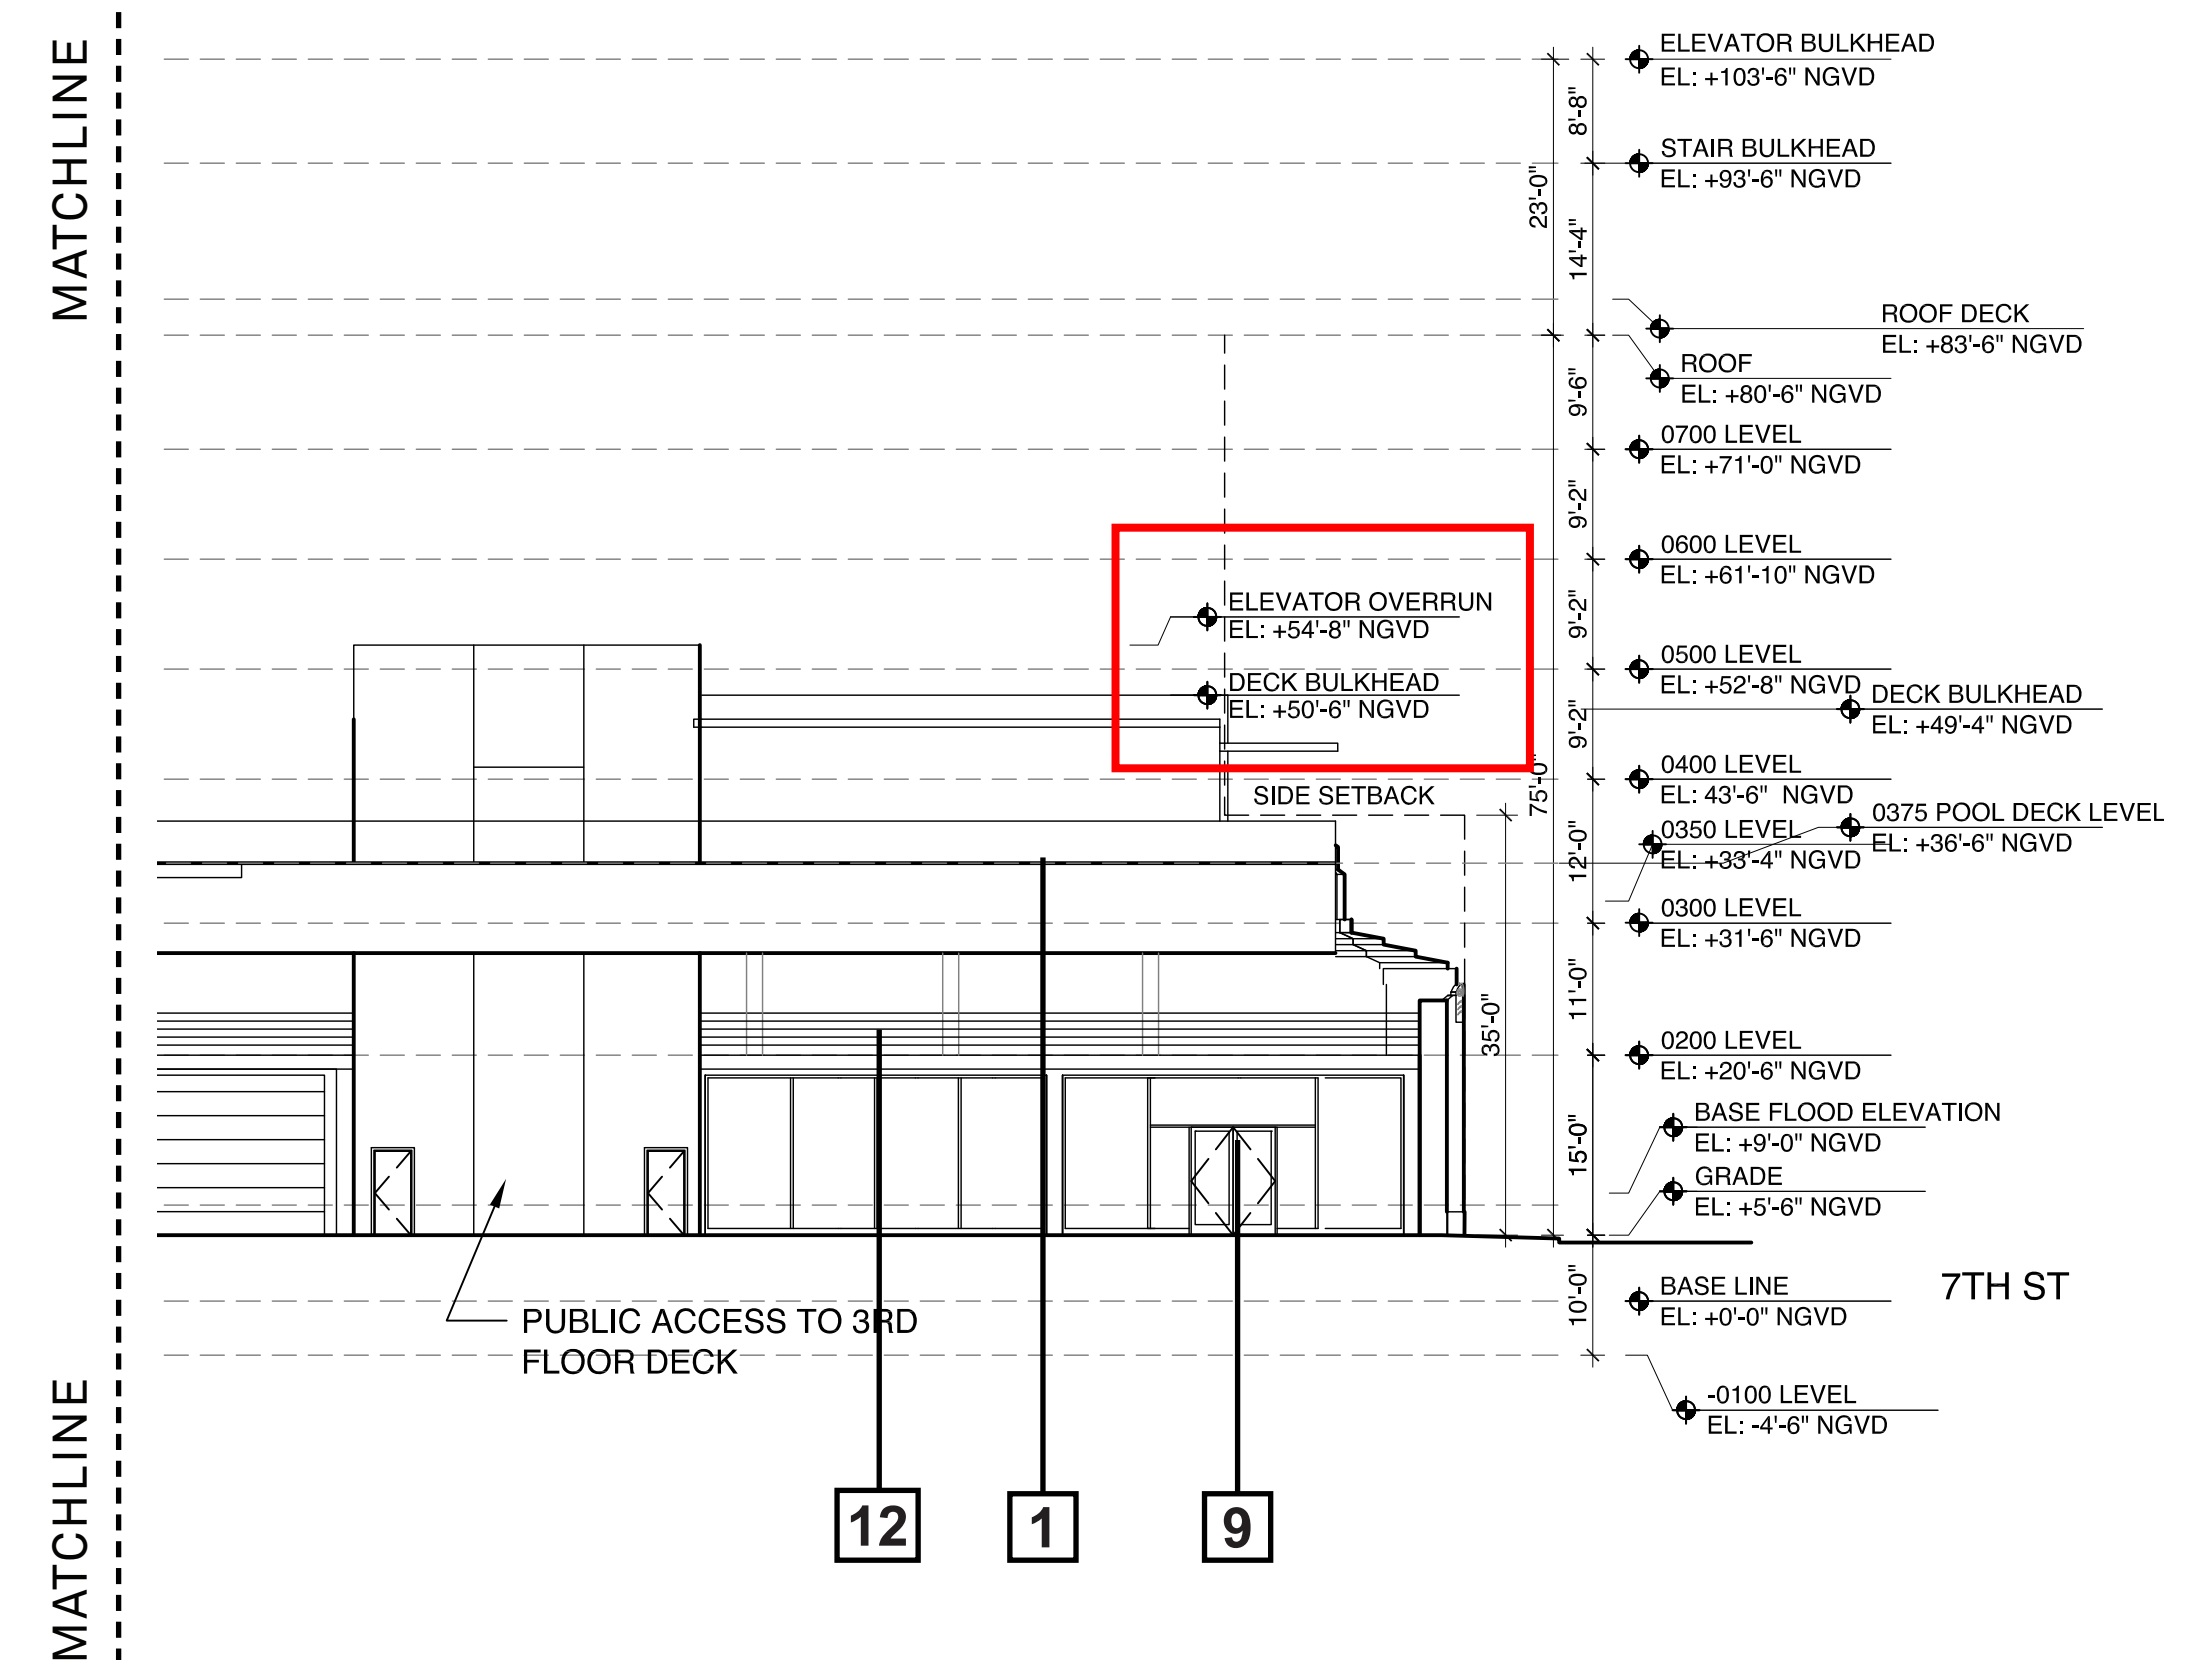 MATCHLINE
ELEVATOR BULKHEAD
EL: +103'-6" NGVD
8'-8"
STAIR BULKHEAD
EL: +93'-6" NGVD
23'-0"
14'-4"
ROOF DECK
EL: +83'-6" NGVD
ROOF
EL: +80'-6" NGVD
9'-6"
0700 LEVEL
EL: +71'-0" NGVD
9'-2"
0600 LEVEL
EL: +61'-10" NGVD
ELEVATOR OVERRUN
EL: +54'-8" NGVD
9'-2"
0500 LEVEL
EL: +52'-8" NGVD
DECK BULKHEAD
EL: +50'-6" NGVD
DECK BULKHEAD
EL: +49'-4" NGVD
9'-2"
0400 LEVEL
EL: 43'-6" NGVD
75'-0"
SIDE SETBACK
0375 POOL DECK LEVEL
EL: +36'-6" NGVD
0350 LEVEL
EL: +33'-4" NGVD
12'-0"
0300 LEVEL
EL: +31'-6" NGVD
11'-0"
35'-0"
0200 LEVEL
EL: +20'-6" NGVD
BASE FLOOD ELEVATION
EL: +9'-0" NGVD
15'-0"
GRADE
EL: +5'-6" NGVD
7TH ST
10'-0"
BASE LINE
EL: +0'-0" NGVD
PUBLIC ACCESS TO 3RD
FLOOR DECK
-0100 LEVEL
EL: -4'-6" NGVD
MATCHLINE
12
1
9